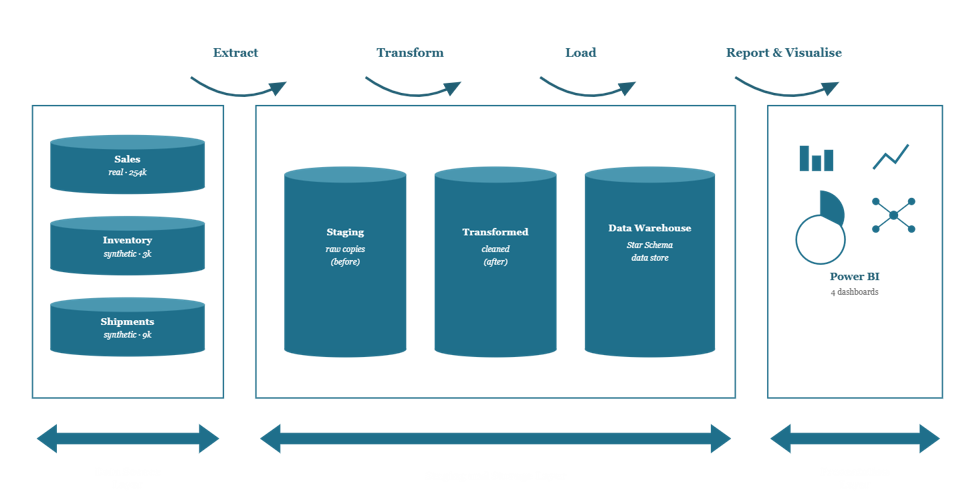 Extract
Transform
Load
Report & Visualise
Sales
real · 254k
Inventory
synthetic · 3k
Shipments
synthetic · 9k
Staging
raw copies
(before)
Transformed
cleaned
(after)
Data Warehouse
Star Schema
data store
Power BI
4 dashboards